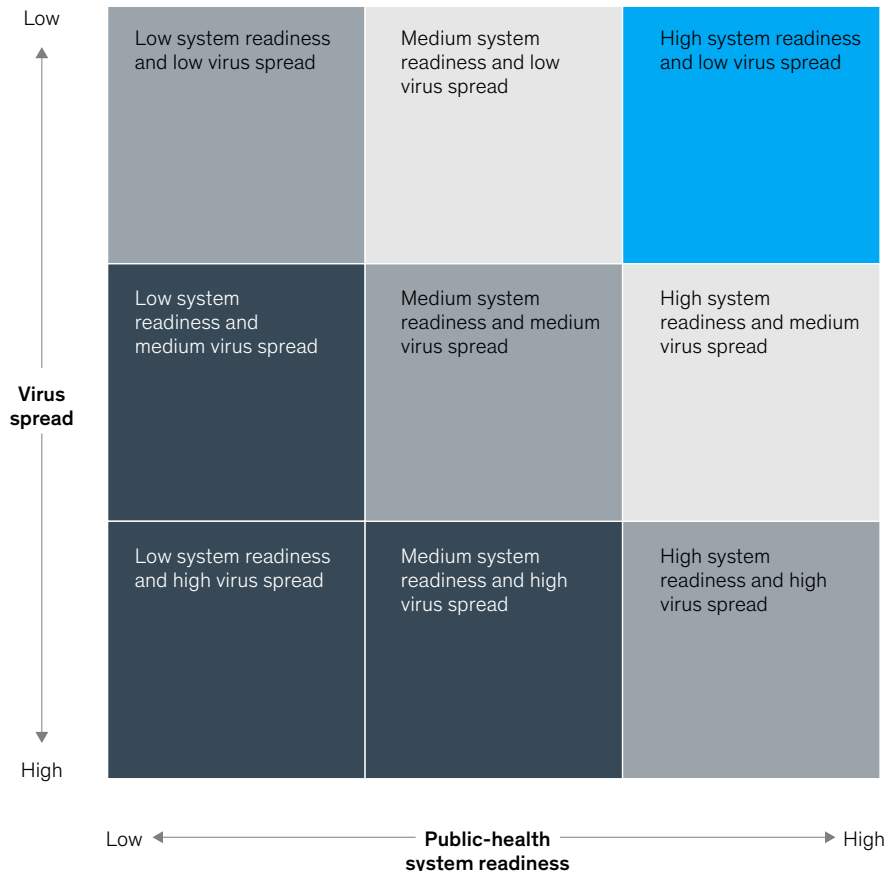 Low
Low system readiness
and low virus spread
Medium system
readiness and low
virus spread
High system readiness
and low virus spread
Virus
spread
Low system
readiness and
medium virus spread
Medium system
readiness and medium
virus spread
High system
readiness and medium
virus spread
Low system readiness
and high virus spread
Medium system
readiness and high
virus spread
High system
readiness and high
virus spread
High
Low
Public-health
system readiness
High